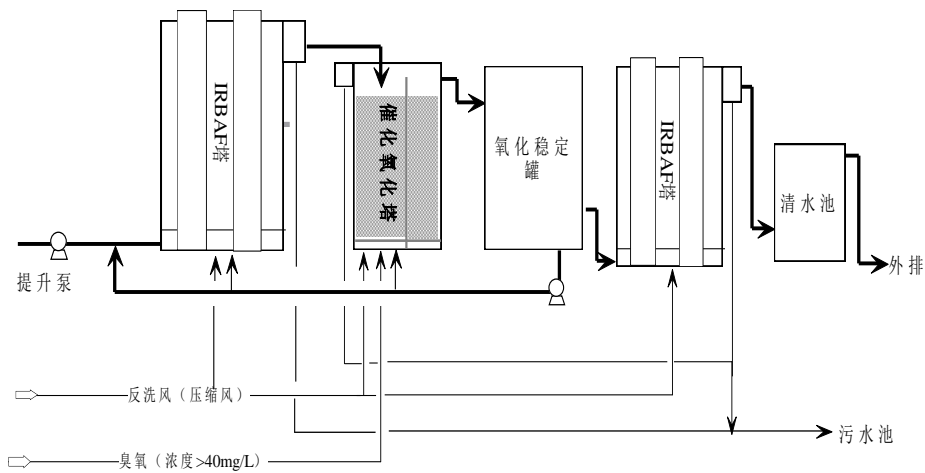 IRBAF塔
催化氧化塔
氧化稳定
罐
IRBAF塔
清水池
提升泵
外排
反洗风（压缩风）
污水池
臭氧（浓度>40mg/L）